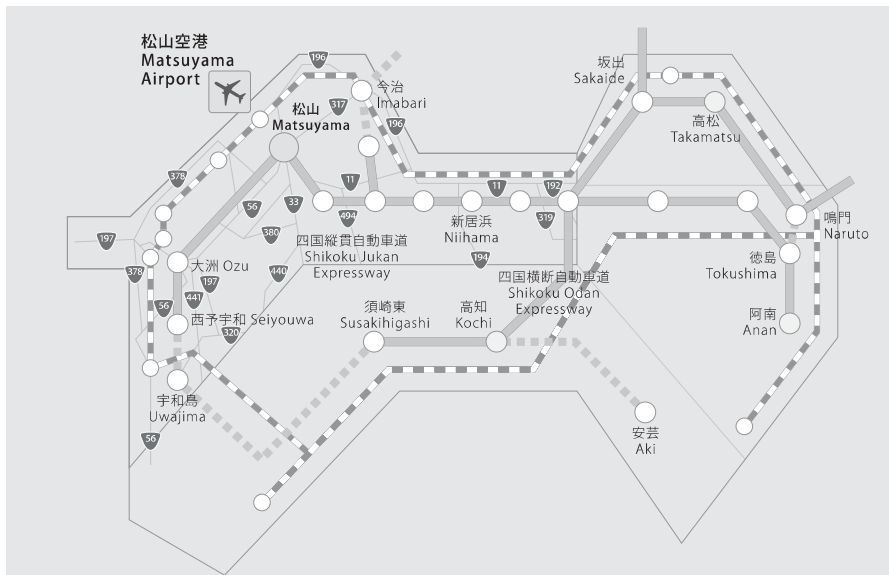 松山空港
Matsuyama
Airport
196
今治
Imabari
317
196
松山
Matsuyama
坂出
Sakaide
高松
Takamatsu
378
56
33
11
494
11
192
319
197
380
四国縦貫自動車道
Shikoku Jukan
Expressway
新居浜
Niihama
194
鳴門
Naruto
徳島
Tokushima
378
大洲 Ozu
197
440
441
56
西予宇和 Seiyouwa
320
四国横断自動車道
Shikoku Odan
Expressway
須崎東
Susakihigashi
高知
Kochi
阿南
Anan
宇和島
Uwajima
56
安芸
Aki